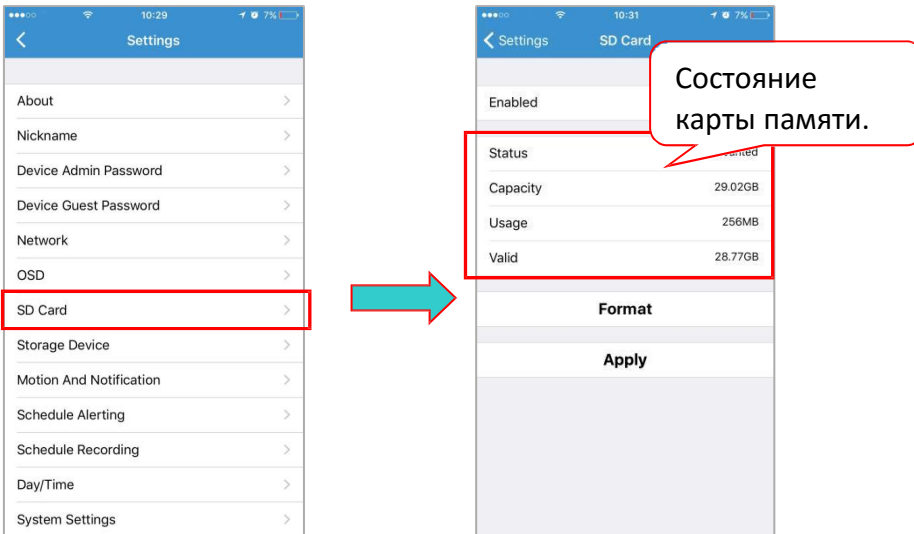 10:29
7%
Settings
About
Nickname
Device Admin Password
Device Guest Password
Network
OSD
SD Card
Storage Device
Motion And Notification
Schedule Alerting
Schedule Recording
Day/Time
System Settings
10:31
7%
Settings
SD Card
Состояние
карты памяти.
Enabled
Status
Capacity
29.02GB
Usage
256MB
Valid
28.77GB
Format
Apply